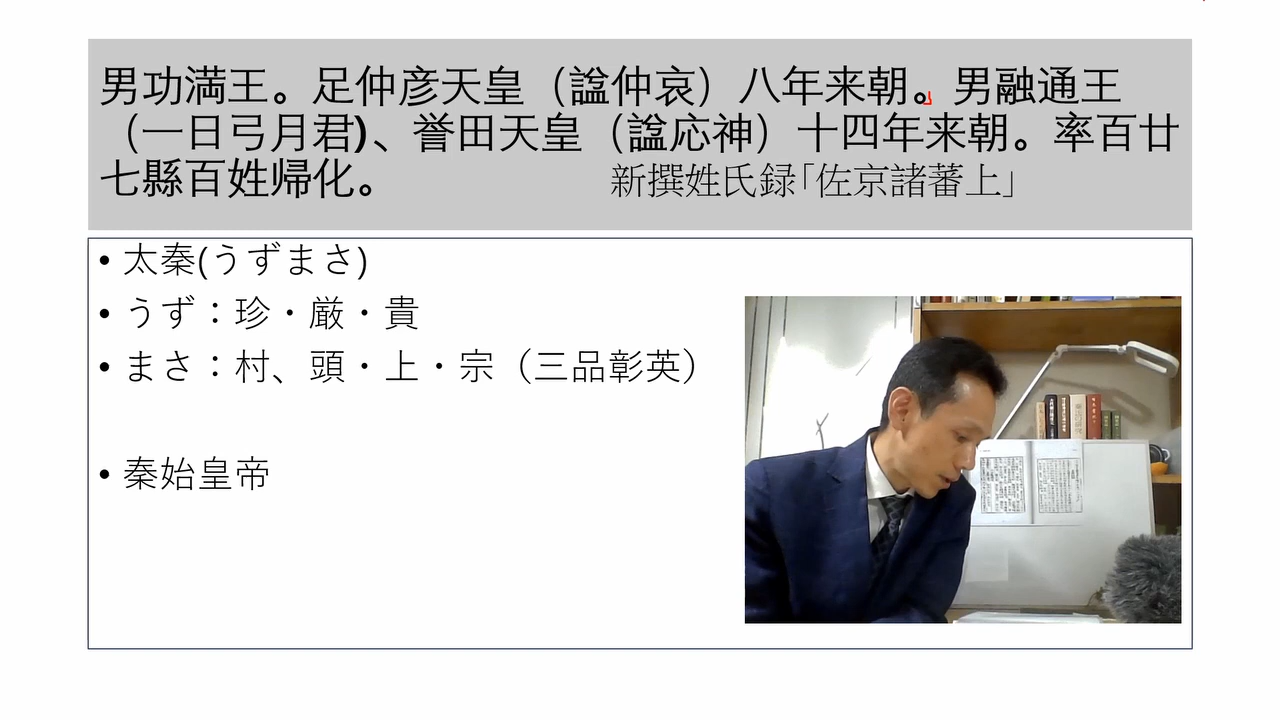 男功満王。足仲彦天皇（諡仲哀）八年来朝。男融通王
（一曰弓月君)、誉田天皇（諡応神）十四年来朝。率百廿
七縣百姓帰化。 新撰姓氏録｢佐京諸蕃上｣
• 太秦(うずまさ)
• うず：珍・厳・貴
• まさ：村、頭・上・宗（三品彰英）
• 秦始皇帝